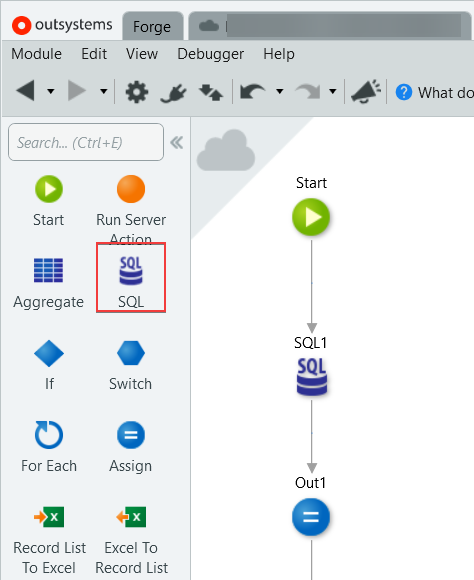 outsystems
Forge
Module Edit View Debugger Help
What do
Search... (Ctrl+E)
Start
Run Server
Action
Aggregate
SQL
SQL
If
Switch
For Each
Assign
Record List
To Excel
Excel To
Record List
Start
SQL1
SQL
Out1